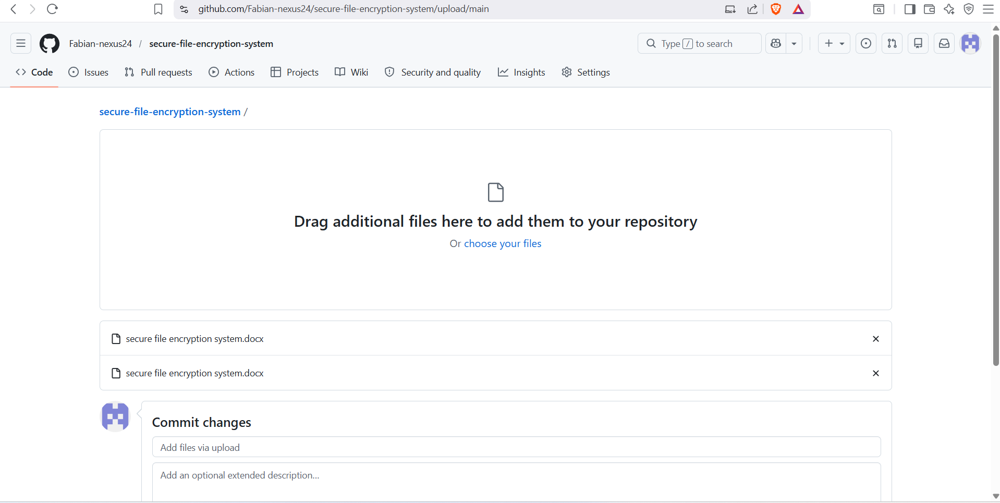 github.com/Fabian-nexus24/secure-file-encryption-system/upload/main
Fabian-nexus24 / secure-file-encryption-system
Type / to search
Code Issues Pull requests Actions Projects Wiki Security and quality Insights Settings
secure-file-encryption-system /
Drag additional files here to add them to your repository
Or choose your files
secure file encryption system.docx
secure file encryption system.docx
Commit changes
Add files via upload
Add an optional extended description...